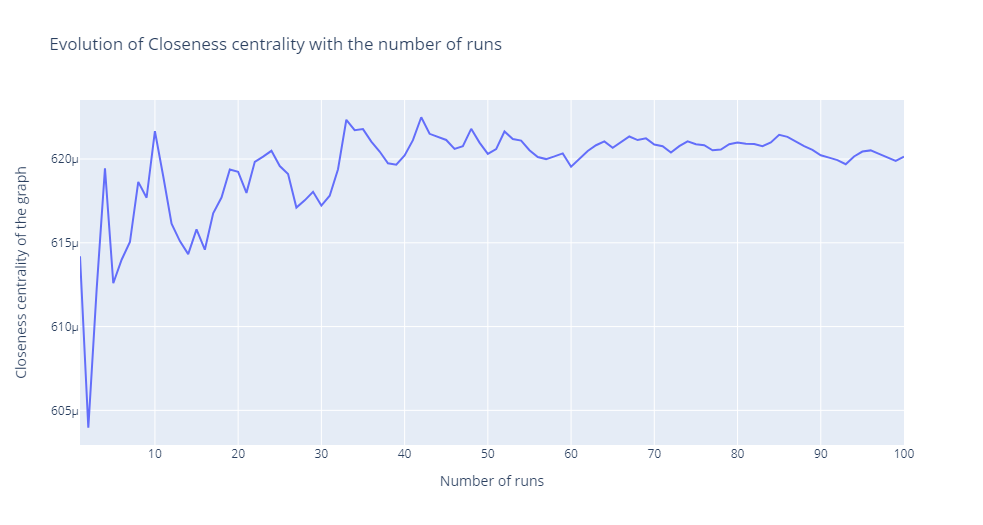 Evolution of Closeness centrality with the number of runs
Closeness centrality of the graph
620μ
615μ
610μ
605μ
10 20 30 40 50 60 70 80 90 100
Number of runs